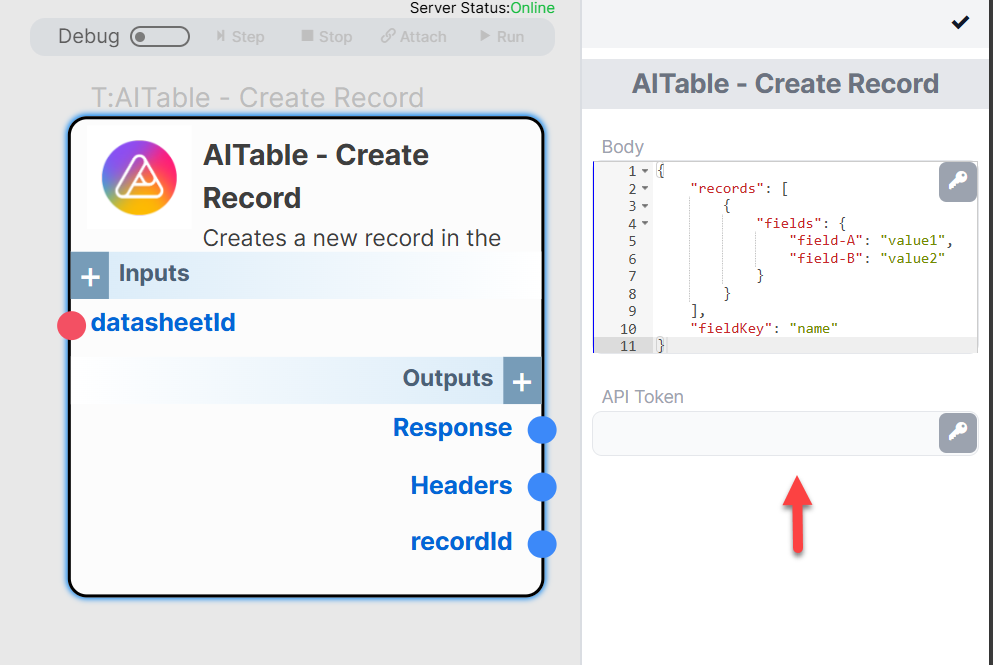 Server Status:Online
Debug Step Stop Attach Run
T:AITable - Create Record
AITable - Create
Record
Creates a new record in the
Inputs
datasheetId
Outputs
Response
Headers
recordId
AITable - Create Record
Body
1 {
2 "records": [
3 {
4 "fields": {
5 "field-A": "value1",
6 "field-B": "value2"
7 }
8 }
9 ],
10 "fieldKey": "name"
11 }
API Token